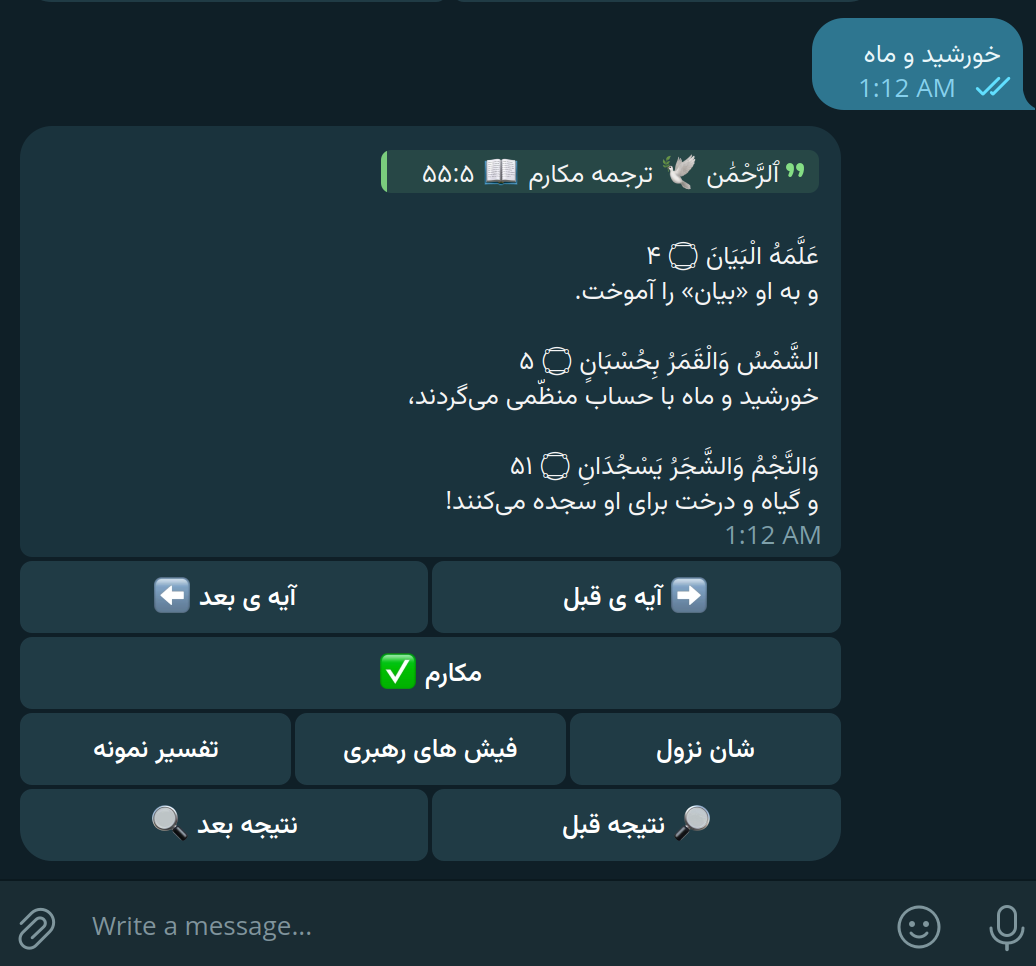 خورشید و ماه
1:12 AM
ٱلرَّحْمَٰن 🕊 ترجمه مکارم 📖 ۵۵:۵
عَلَّمَهُ الْبَيَانَ ۝ ۴
و به او «بیان» را آموخت.
الشَّمْسُ وَالْقَمَرُ بِحُسْبَانٍ ۝ ۵
خورشید و ماه با حساب منظّمی می‌گردند،
وَالنَّجْمُ وَالشَّجَرُ يَسْجُدَانِ ۝ ۵۱
و گیاه و درخت برای او سجده می‌کنند!
1:12 AM
➡️ آیه ی قبل
آیه ی بعد ⬅️
مکارم ✅
شان نزول
فیش های رهبری
تفسیر نمونه
🔎 نتیجه قبل
نتیجه بعد 🔍
Write a message...